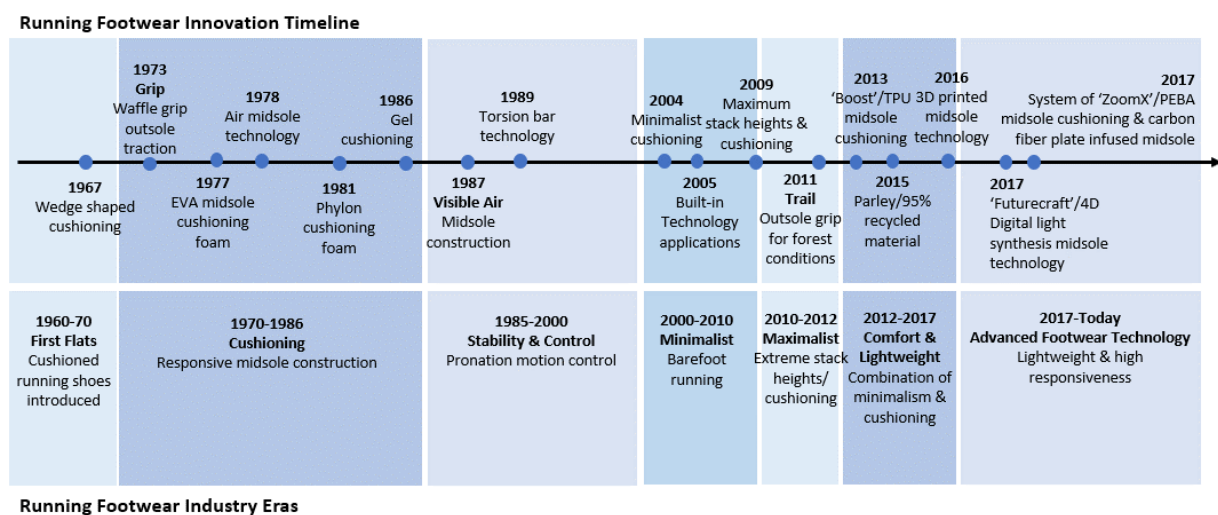 Running Footwear Innovation Timeline
1973
Grip
Waffle grip
outsole
traction
1978
Air midsole
technology
1986
Gel
cushioning
1989
Torsion bar
technology
2004
Minimalist
cushioning
2009
Maximum
stack heights &
cushioning
2013
‘Boost’/TPU
midsole
cushioning
2016
3D printed
midsole
technology
2017
System of ‘ZoomX’/PEBA
midsole cushioning & carbon
fiber plate infused midsole
1967
Wedge shaped
cushioning
1977
EVA midsole
cushioning
foam
1981
Phylon
cushioning
foam
1987
Visible Air
Midsole
construction
2005
Built-in
Technology
applications
2011
Trail
Outsole grip
for forest
conditions
2015
Parley/95%
recycled
material
2017
‘Futurecraft’/4D
Digital light
synthesis midsole
technology
1960-70
First Flats
Cushioned
running shoes
introduced
1970-1986
Cushioning
Responsive midsole construction
1985-2000
Stability & Control
Pronation motion control
2000-2010
Minimalist
Barefoot
running
2010-2012
Maximalist
Extreme stack
heights/
cushioning
2012-2017
Comfort &
Lightweight
Combination of
minimalism &
cushioning
2017-Today
Advanced Footwear Technology
Lightweight & high
responsiveness
Running Footwear Industry Eras